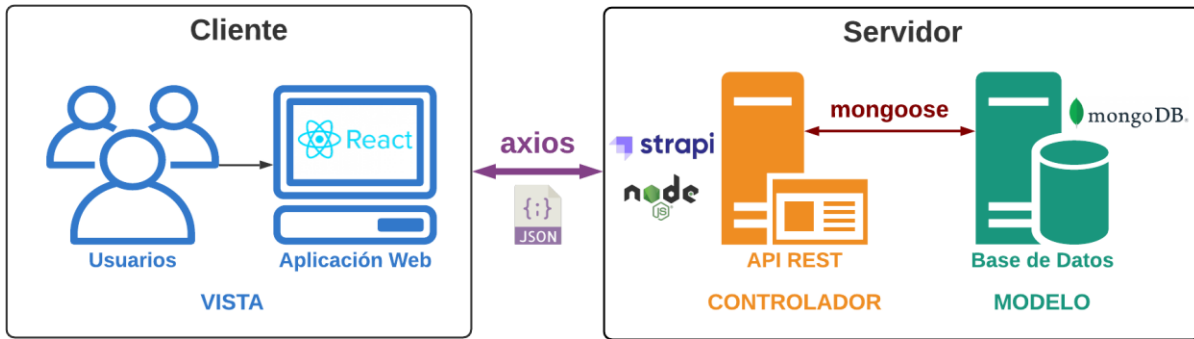 Cliente
React
Usuarios
Aplicación Web
VISTA
axios
{;}
JSON
Servidor
strapi
node
JS
mongoose
mongoDB.
API REST
Base de Datos
CONTROLADOR
MODELO